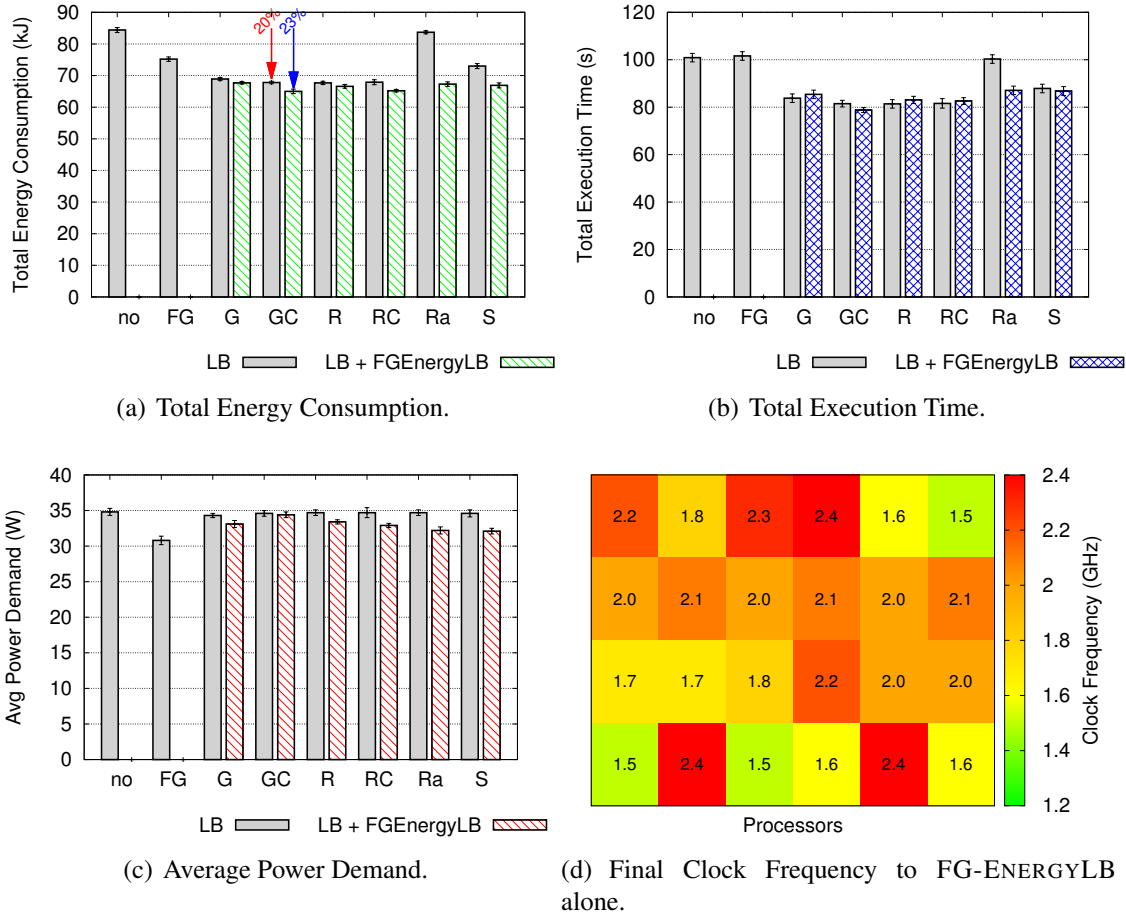 Total Energy Consumption (kJ)
90
80
70
60
50
40
30
20
10
0
20%
23%
no FG G GC R RC Ra S
LB LB + FGEnergyLB
(a) Total Energy Consumption.
Total Execution Time (s)
120
100
80
60
40
20
0
no FG G GC R RC Ra S
LB LB + FGEnergyLB
(b) Total Execution Time.
Avg Power Demand (W)
40
35
30
25
20
15
10
5
0
no FG G GC R RC Ra S
LB LB + FGEnergyLB
(c) Average Power Demand.
2.2 1.8 2.3 2.4 1.6 1.5
2.0 2.1 2.0 2.1 2.0 2.1
1.7 1.7 1.8 2.2 2.0 2.0
1.5 2.4 1.5 1.6 2.4 1.6
Processors
2.4
2.2
2
1.8
1.6
1.4
1.2
Clock Frequency (GHz)
(d) Final Clock Frequency to FG-ENERGYLB
alone.